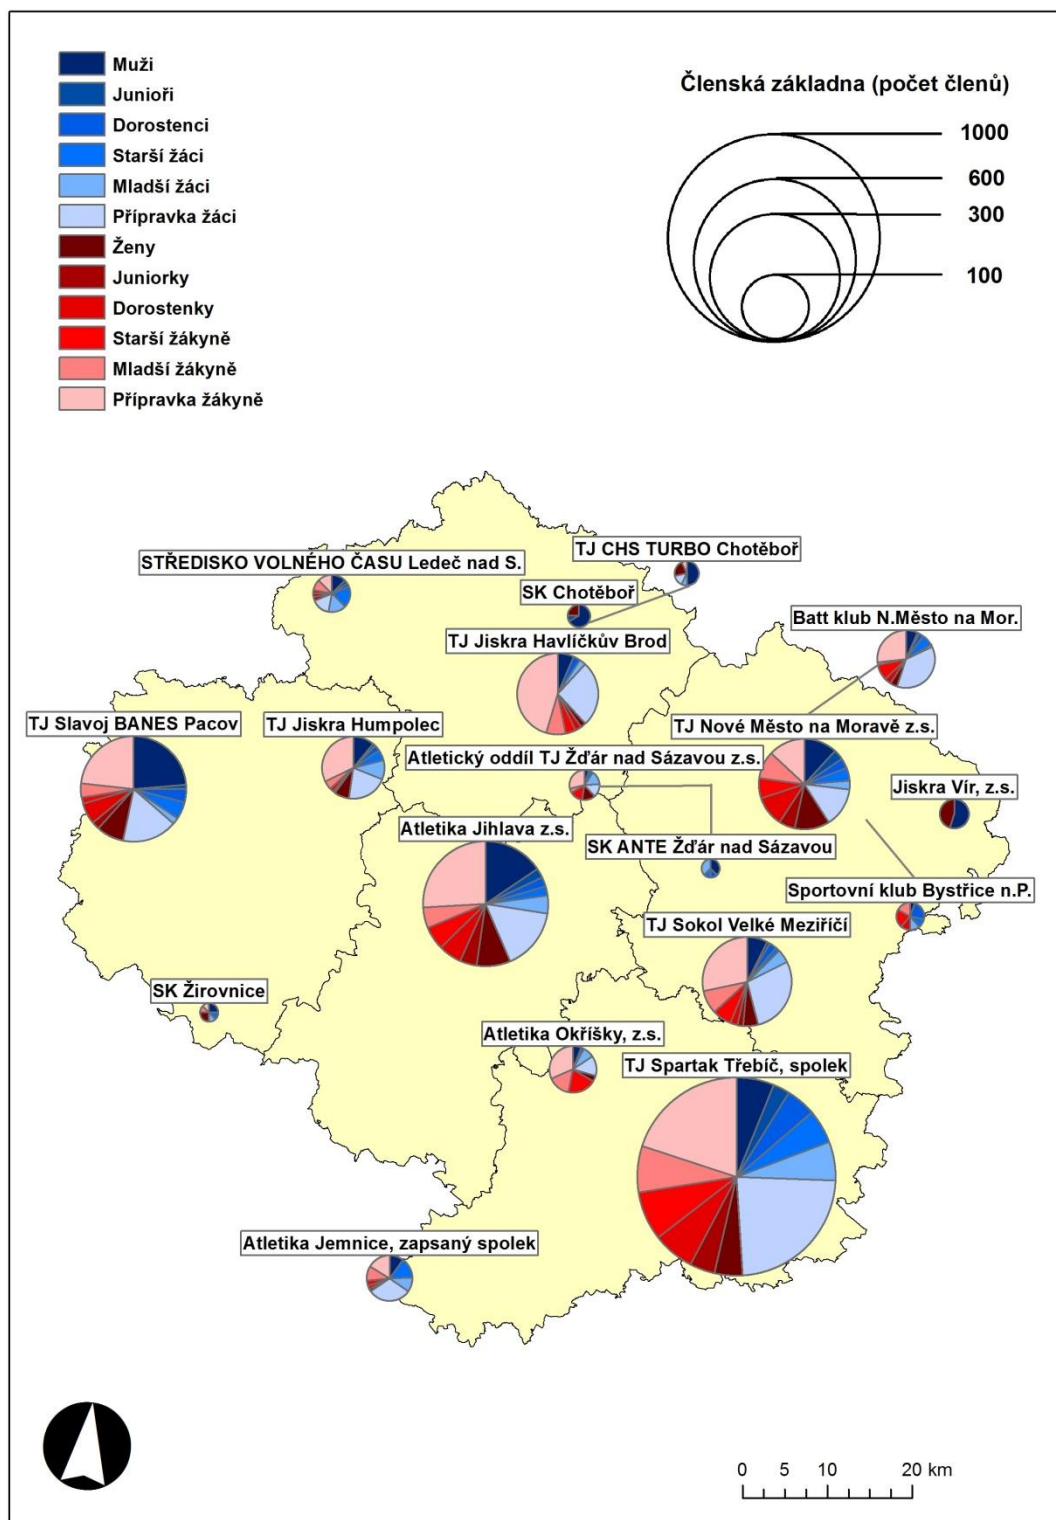 Muži
Junioři
Dorostenci
Starší žáci
Mladší žáci
Přípravka žáci
Ženy
Juniorky
Dorostenky
Starší žákyně
Mladší žákyně
Přípravka žákyně
Členská základna (počet členů)
1000
600
300
100
TJ CHS TURBO Chotěboř
STŘEDISKO VOLNÉHO ČASU Ledeč nad S.
SK Chotěboř
Batt klub N.Město na Mor.
TJ Jiskra Havlíčkův Brod
TJ Slavoj BANES Pacov
TJ Jiskra Humpolec
TJ Nové Město na Moravě z.s.
Atletický oddíl TJ Žďár nad Sázavou z.s.
Jiskra Vír, z.s.
Atletika Jihlava z.s.
SK ANTE Žďár nad Sázavou
Sportovní klub Bystřice n.P.
TJ Sokol Velké Meziříčí
SK Žirovnice
Atletika Okříšky, z.s.
TJ Spartak Třebíč, spolek
Atletika Jemnice, zapsaný spolek
0 5 10 20 km